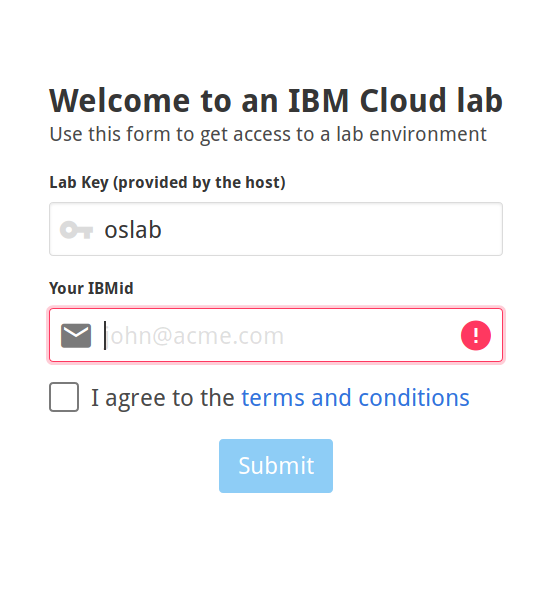 Welcome to an IBM Cloud lab
Use this form to get access to a lab environment
Lab Key (provided by the host)
oslab
Your IBMid
john@acme.com
I agree to the terms and conditions
Submit